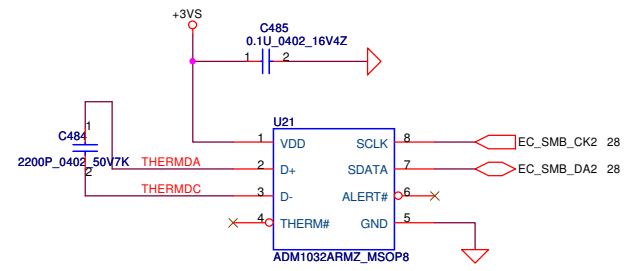 +3VS
C485
0.1U_0402_16V4Z
1 2
U21
C484
1
2200P_0402_50V7K
2
THERMDA
THERMDC
1 VDD SCLK 8 EC_SMB_CK2 28
2 D+ SDATA 7 EC_SMB_DA2 28
3 D- ALERT# 6
4 THERM# GND 5
ADM1032ARMZ_MSOP8